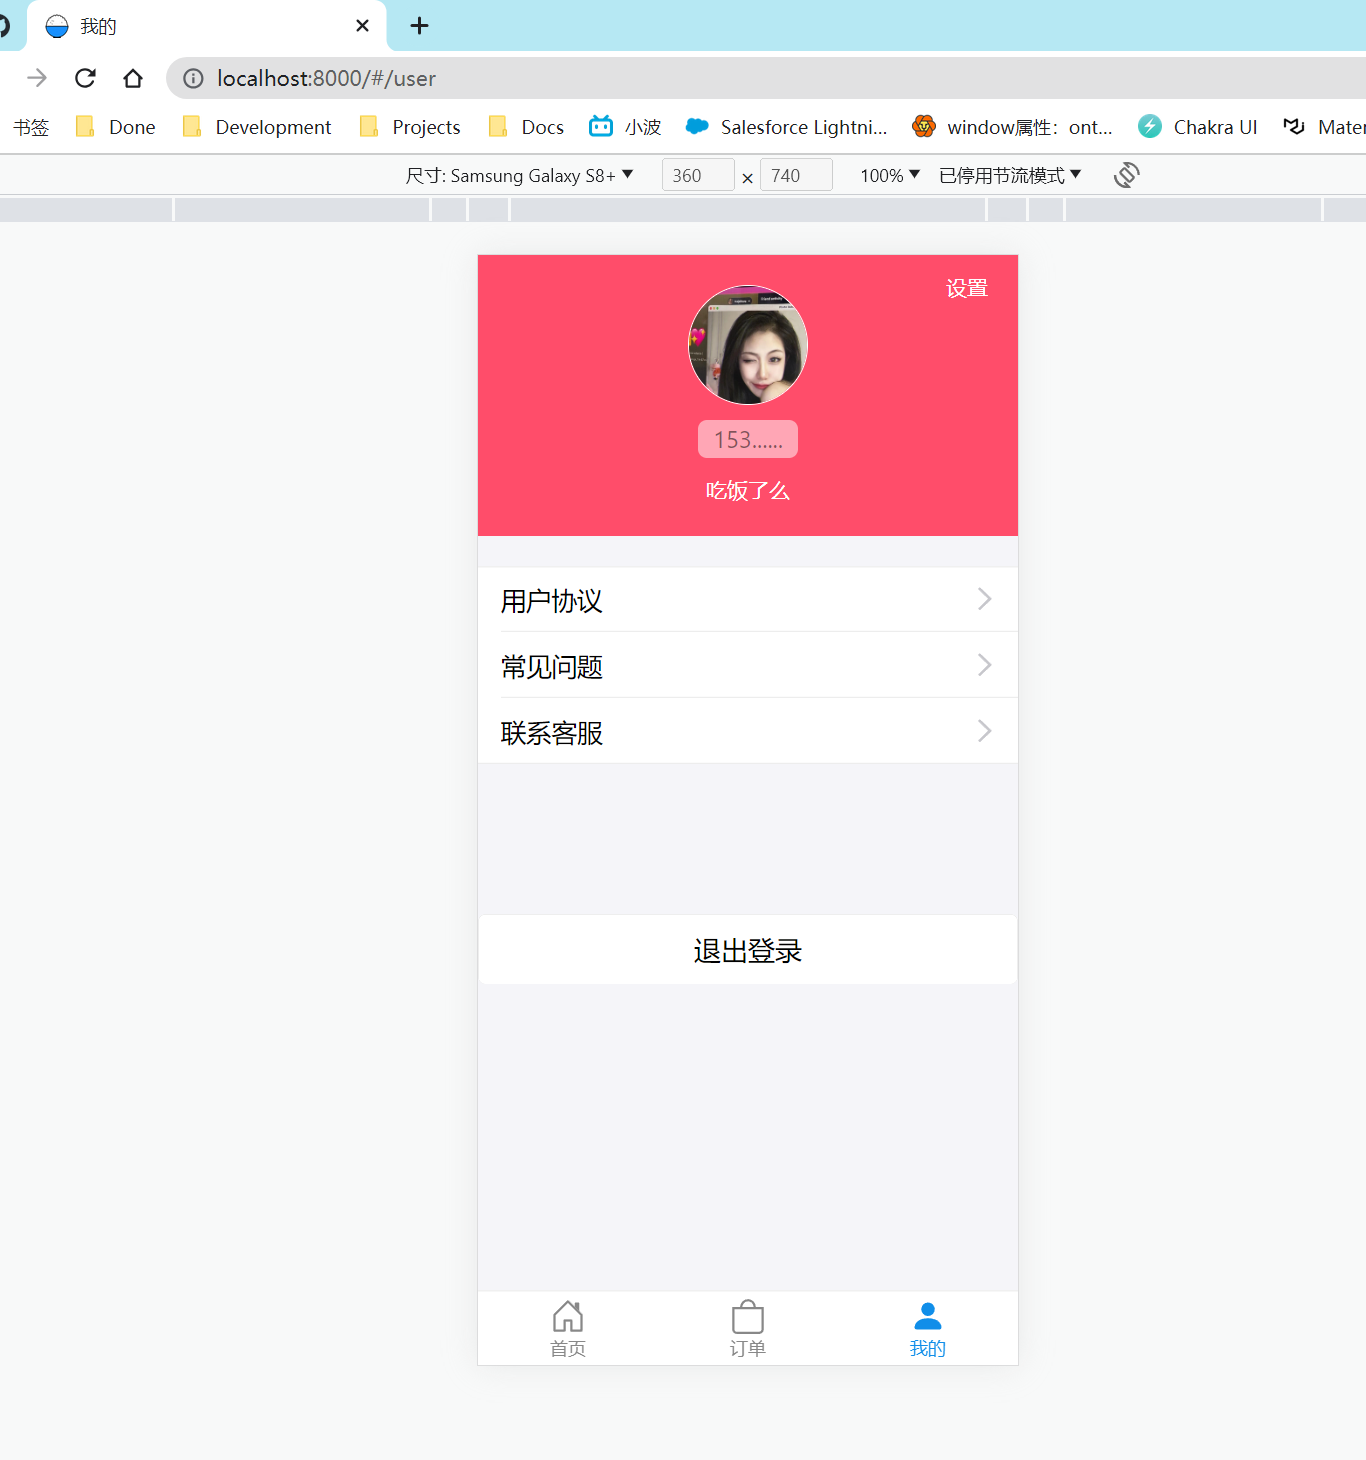 我的
localhost:8000/#/user
书签 Done Development Projects Docs 小波 Salesforce Lightni... window属性：ont... Chakra UI Mater
尺寸: Samsung Galaxy S8+ 360 × 740 100% 已停用节流模式
设置
153......
吃饭了么
用户协议
常见问题
联系客服
退出登录
首页 订单 我的